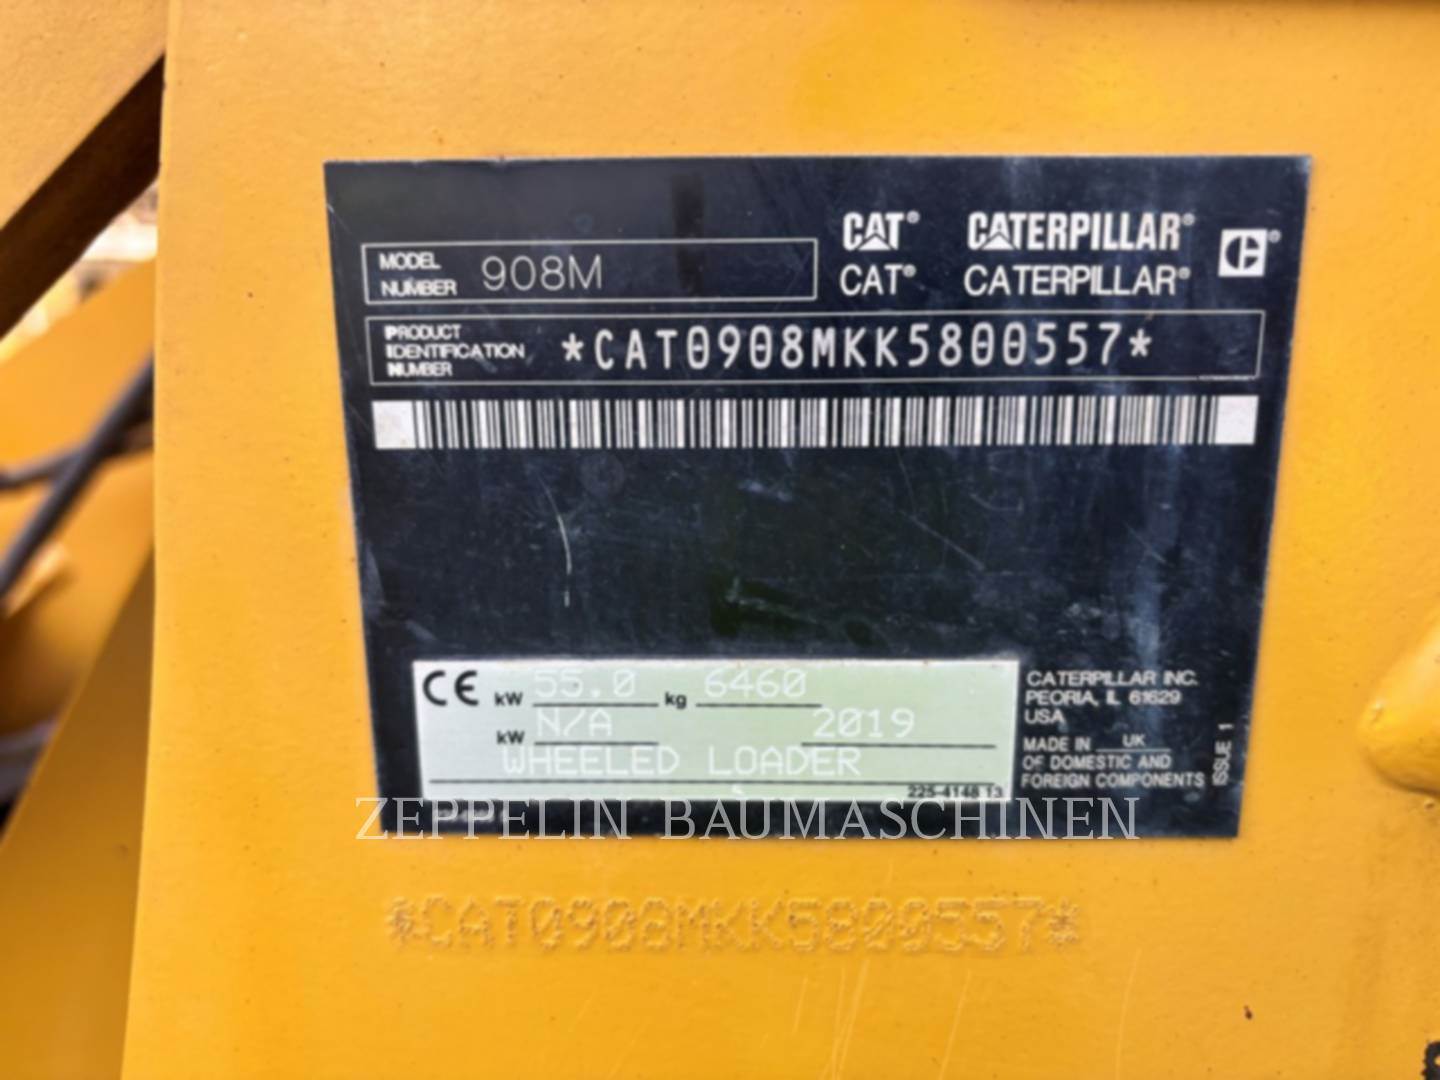 CAT® CATERPILLAR®
CAT® CATERPILLAR®
MODEL NUMBER 908M
PRODUCT IDENTIFICATION NUMBER *CAT0908MKK5800557*
CE kW 55.0 kg 6460
kW N/A 2019
WHEELED LOADER
225-4148 13
CATERPILLAR INC.
PEORIA, IL 61629
USA
MADE IN UK
OF DOMESTIC AND
FOREIGN COMPONENTS
ISSUE 1
ZEPPELIN BAUMASCHINEN
*CAT0908MKK5800557*